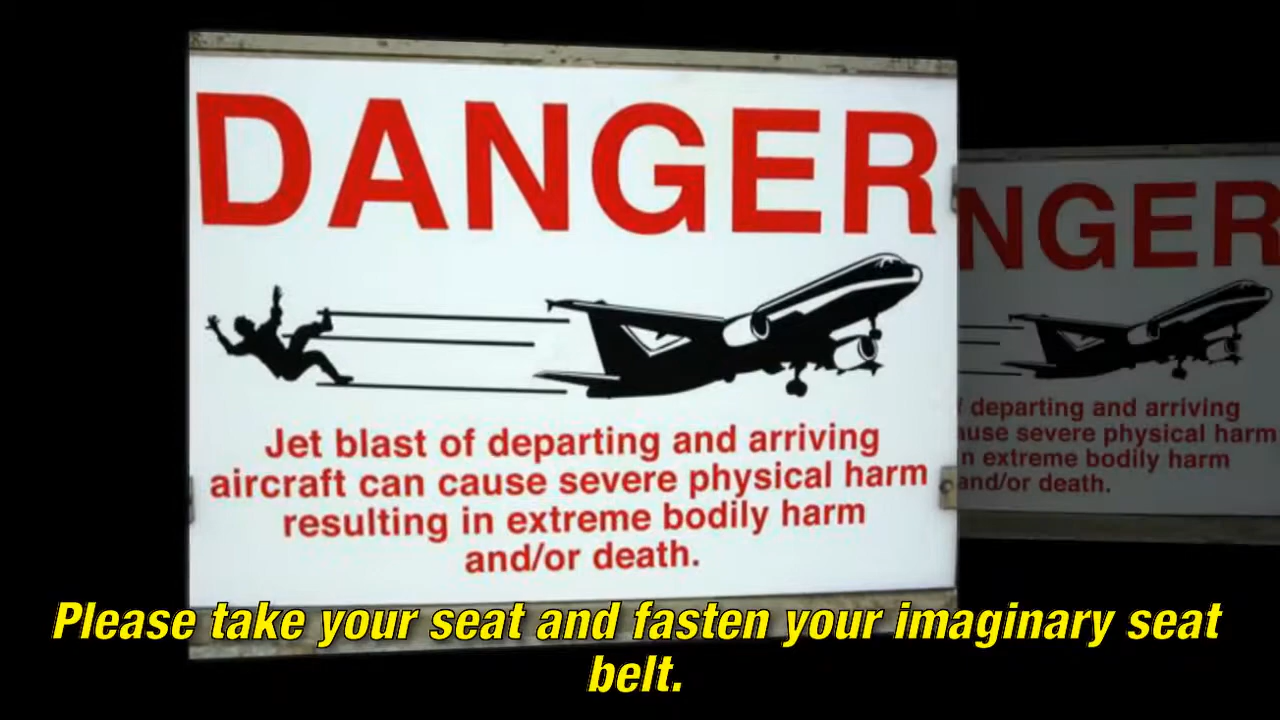 DANGER
Jet blast of departing and arriving
aircraft can cause severe physical harm
resulting in extreme bodily harm
and/or death.
NGER
departing and arriving
use severe physical harm
n extreme bodily harm
and/or death.
Please take your seat and fasten your imaginary seat
belt.